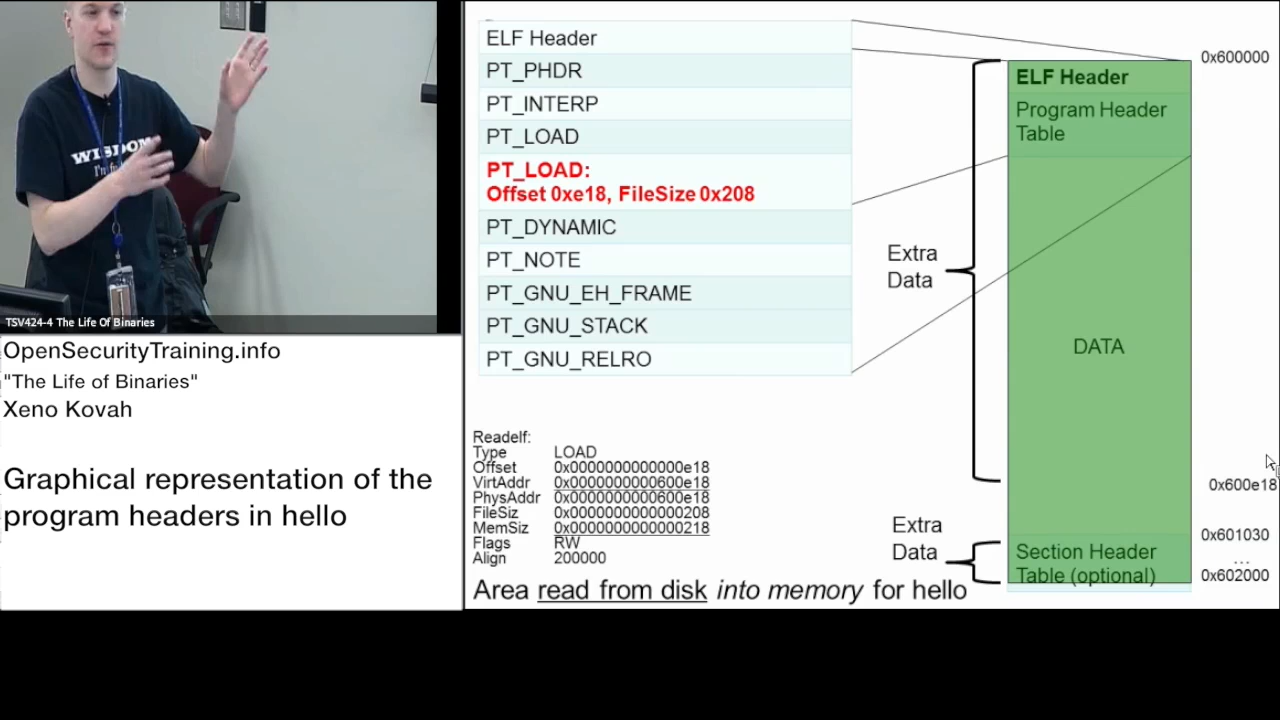 WISDOM
TSV424-4 The Life Of Binaries
OpenSecurityTraining.info
"The Life of Binaries"
Xeno Kovah
Graphical representation of the
program headers in hello
ELF Header
PT_PHDR
PT_INTERP
PT_LOAD
PT_LOAD:
Offset 0xe18, FileSize 0x208
PT_DYNAMIC
PT_NOTE
PT_GNU_EH_FRAME
PT_GNU_STACK
PT_GNU_RELRO
Extra
Data
ELF Header
Program Header
Table
DATA
Section Header
Table (optional)
0x600000
0x600e18
0x601030
...
0x602000
Extra
Data
Readelf:
Type LOAD
Offset 0x0000000000000e18
VirtAddr 0x0000000000600e18
PhysAddr 0x0000000000600e18
FileSiz 0x0000000000000208
MemSiz 0x0000000000000218
Flags RW
Align 200000
Area read from disk into memory for hello